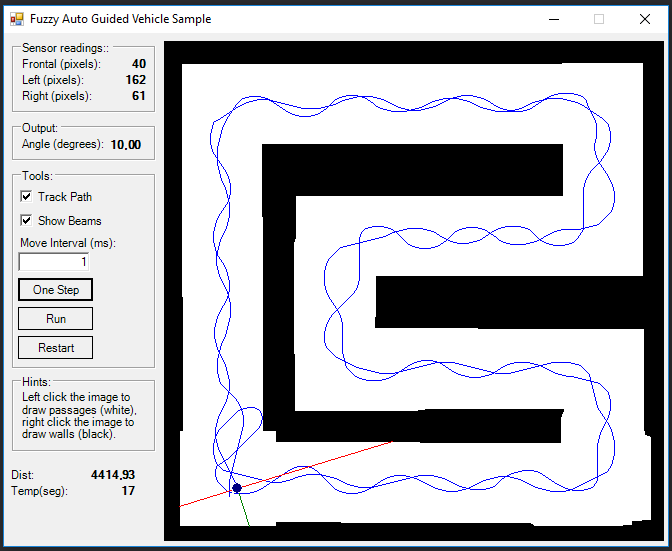 Fuzzy Auto Guided Vehicle Sample
Sensor readings::
Frontal (pixels): 40
Left (pixels): 162
Right (pixels): 61
Output:
Angle (degrees): 10,00
Tools:
Track Path
Show Beams
Move Interval (ms):
1
One Step
Run
Restart
Hints:
Left click the image to
draw passages (white),
right click the image to
draw walls (black).
Dist: 4414,93
Temp(seg): 17